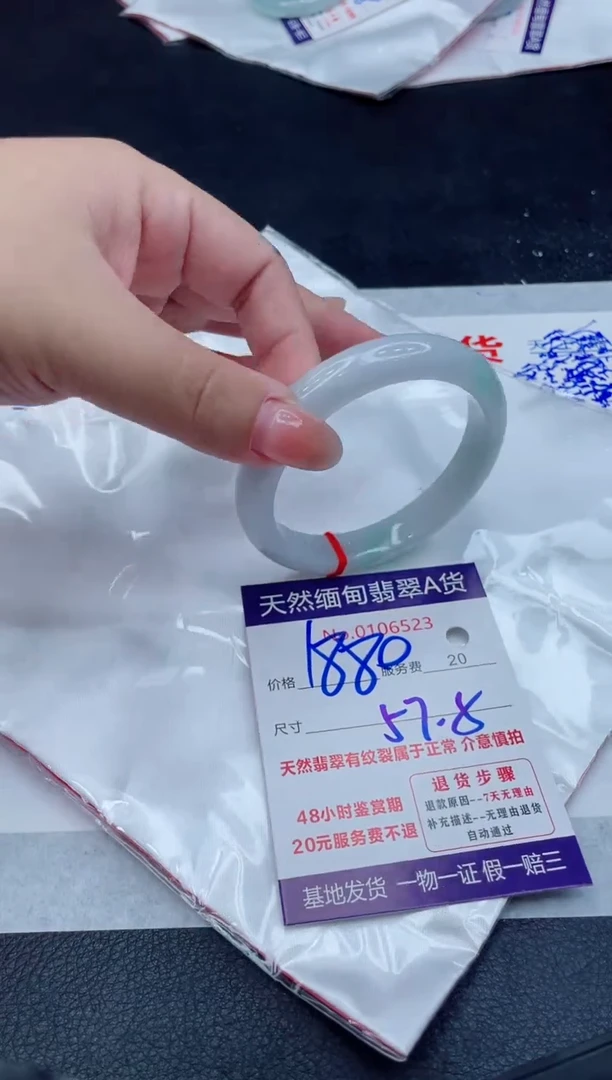 货
天然缅甸翡翠A货
No.0106523
价格 1880 服务费 20
尺寸 57.8
天然翡翠有纹裂属于正常 介意慎拍
48小时鉴赏期
20元服务费不退
退货步骤
退款原因--7天无理由
补充描述--无理由退货
自动通过
基地发货 一物一证 假一赔三